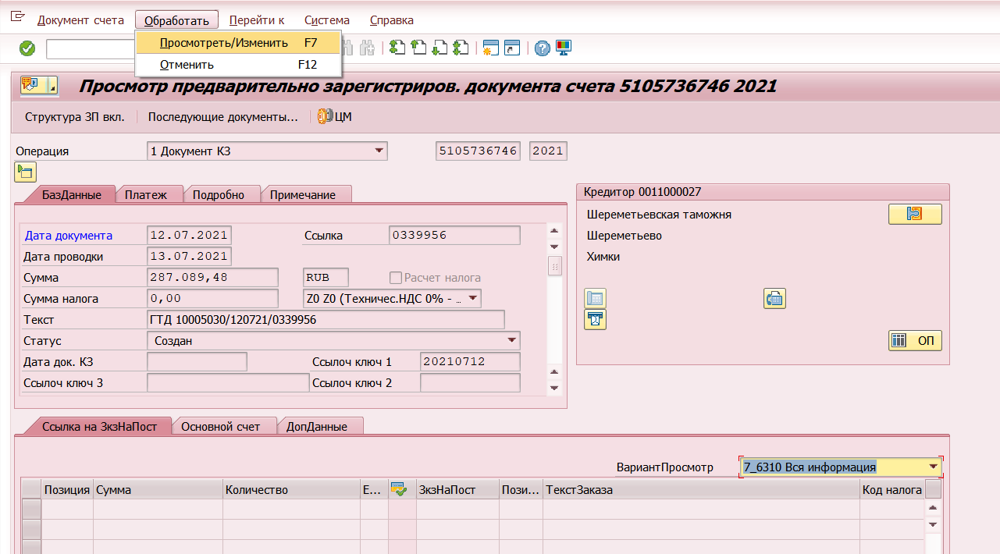 Документ счета Обработать Перейти к Система Справка
Просмотреть/Изменить F7
Отменить F12
Просмотр предварительно зарегистриров. документа счета 5105736746 2021
Структура ЗП вкл. Последующие документы... ЦМ
Операция 1 Документ КЗ 5105736746 2021
БазДанные Платеж Подробно Примечание
Кредитор 0011000027
Шереметьевская таможня
Шереметьево
Химки
ОП
Дата документа 12.07.2021 Ссылка 0339956
Дата проводки 13.07.2021
Сумма 287.089,48 RUB Расчет налога
Сумма налога 0,00 Z0 Z0 (Техничес.НДС 0% - ...
Текст ГТД 10005030/120721/0339956
Статус Создан
Дата док. КЗ Ссылоч ключ 1 20210712
Ссылоч ключ 3 Ссылоч ключ 2
Ссылка на ЗкзНаПост Основной счет ДопДанные
ВариантПросмотр 7_6310 Вся информация
Позиция Сумма Количество Е... ЗкзНаПост Пози... ТекстЗаказа Код налога